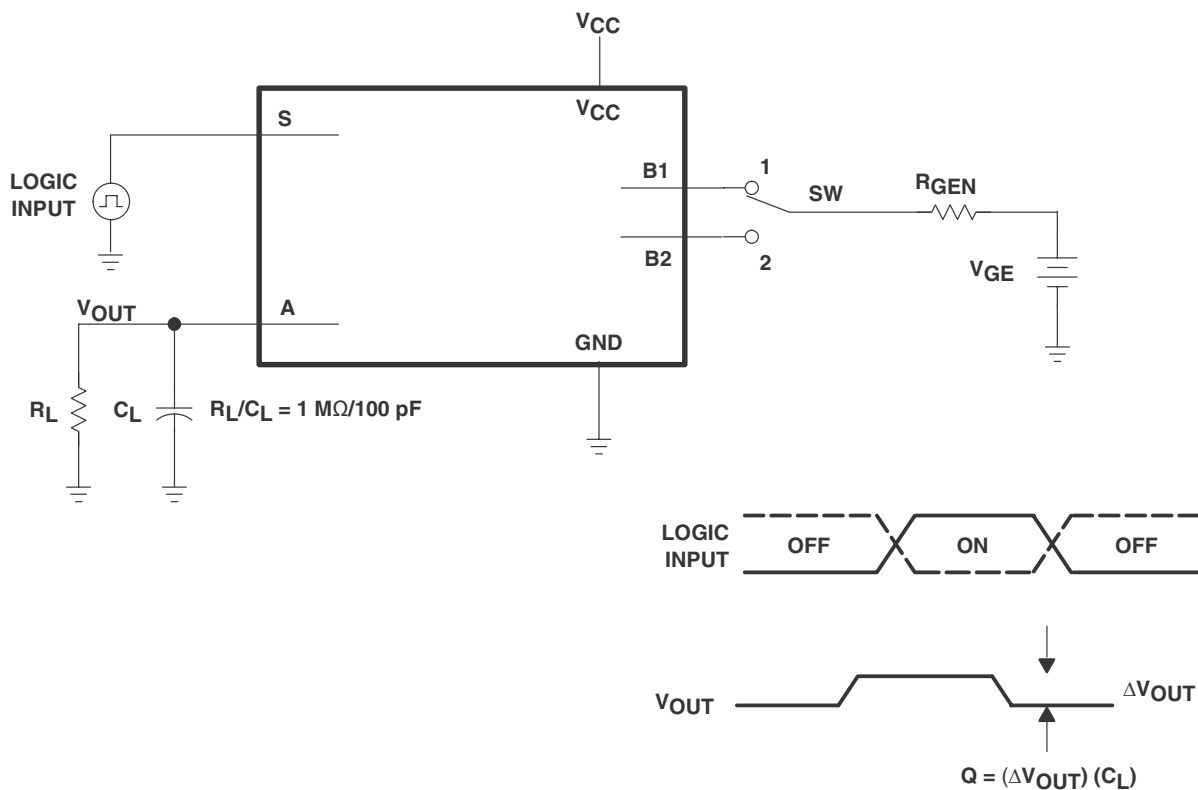 VCC
VCC
S
LOGIC
INPUT
B1
1
SW
RGEN
B2
2
VGE
VOUT
A
GND
RL
CL
RL/CL = 1 MΩ/100 pF
LOGIC
INPUT
OFF
ON
OFF
VOUT
ΔVOUT
Q = (ΔVOUT) (CL)